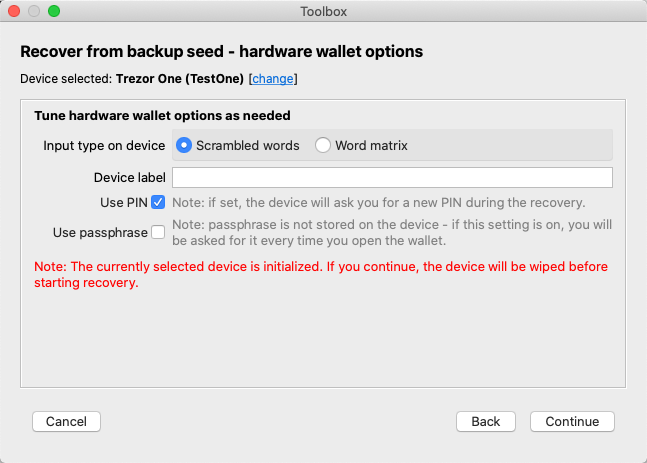 Toolbox
Recover from backup seed - hardware wallet options
Device selected: Trezor One (TestOne) [change]
Tune hardware wallet options as needed
Input type on device Scrambled words Word matrix
Device label
Use PIN Note: if set, the device will ask you for a new PIN during the recovery.
Use passphrase Note: passphrase is not stored on the device - if this setting is on, you will
be asked for it every time you open the wallet.
Note: The currently selected device is initialized. If you continue, the device will be wiped before
starting recovery.
Cancel Back Continue